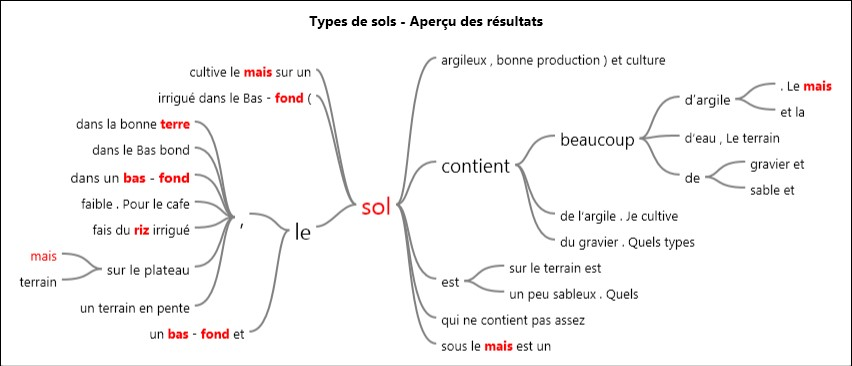 Types de sols - Aperçu des résultats
cultive le mais sur un
irrigué dans le Bas - fond (
dans la bonne terre
dans le Bas bond
dans un bas - fond
faible . Pour le cafe
fais du riz irrigué
mais
terrain
sur le plateau
un terrain en pente
,
un bas - fond et
le
sol
argileux , bonne production ) et culture
contient
beaucoup
d'argile
. Le mais
et la
d'eau , Le terrain
de
gravier et
sable et
de l'argile . Je cultive
du gravier . Quels types
est
sur le terrain est
un peu sableux . Quels
qui ne contient pas assez
sous le mais est un